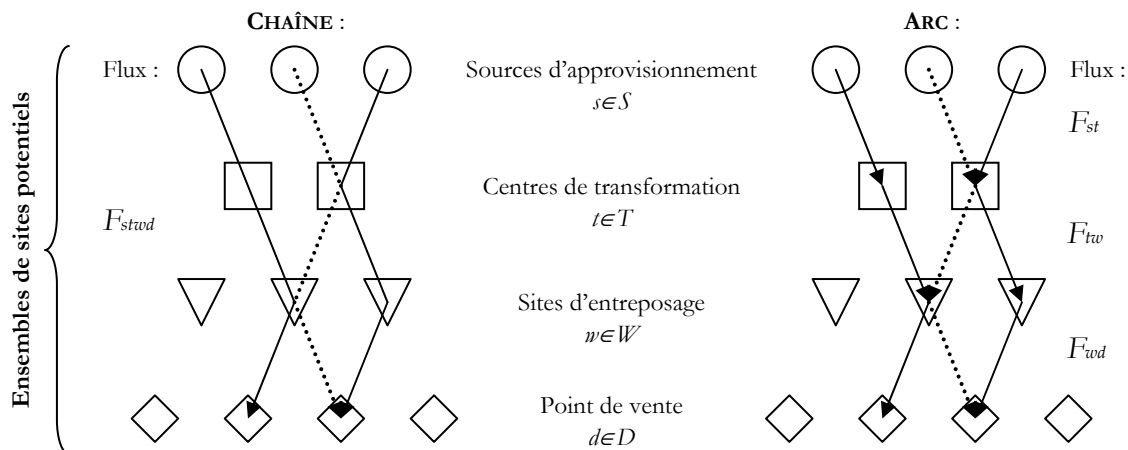 CHAÎNE :
ARC :
Flux :
Sources d'approvisionnement
s∈S
Flux :
F_st
Centres de transformation
t∈T
F_stwd
F_tw
Sites d'entreposage
w∈W
F_wd
Point de vente
d∈D
Ensembles de sites potentiels